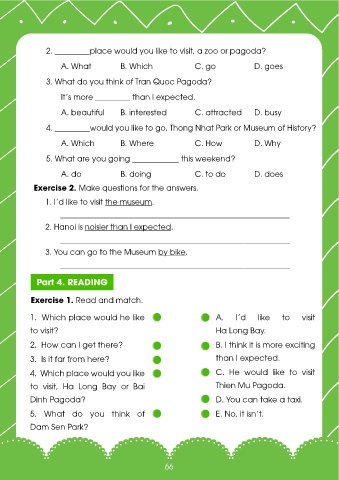 2. ________place would you like to visit, a zoo or pagoda?
A. What B. Which C. go D. goes
3. What do you think of Tran Quoc Pagoda?
It's more ________ than I expected.
A. beautiful B. interested C. attracted D. busy
4. ________would you like to go, Thong Nhat Park or Museum of History?
A. Which B. Where C. How D. Why
5. What are you going ___________ this weekend?
A. do B. doing C. to do D. does
Exercise 2. Make questions for the answers.
1. I'd like to visit the museum.
2. Hanoi is noisier than I expected.
3. You can go to the Museum by bike.
Part 4. READING
Exercise 1. Read and match.
1. Which place would he like
to visit?
2. How can I get there?
3. Is it far from here?
4. Which place would you like
to visit, Ha Long Bay or Bai
Dinh Pagoda?
5. What do you think of
Dam Sen Park?
A. I'd like to visit
Ha Long Bay.
B. I think it is more exciting
than I expected.
C. He would like to visit
Thien Mu Pagoda.
D. You can take a taxi.
E. No, it isn't.
66